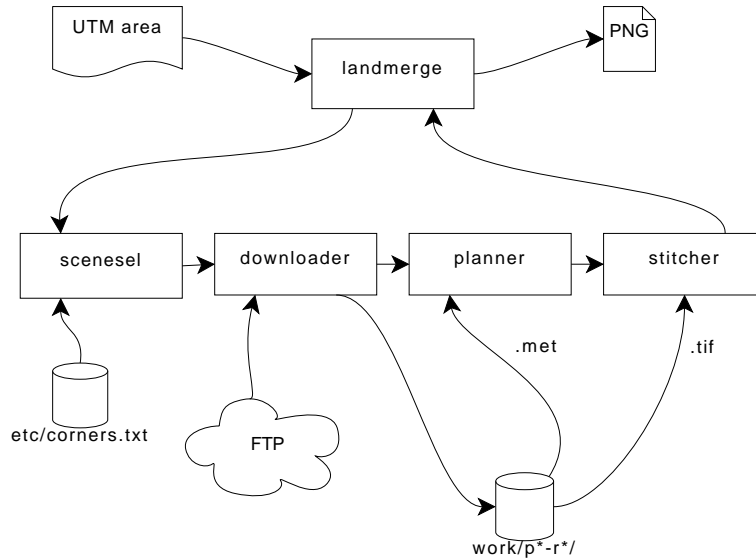 UTM area
PNG
landmerge
scenesel
downloader
planner
stitcher
.met
.tif
etc/corners.txt
FTP
work/p*-r*/